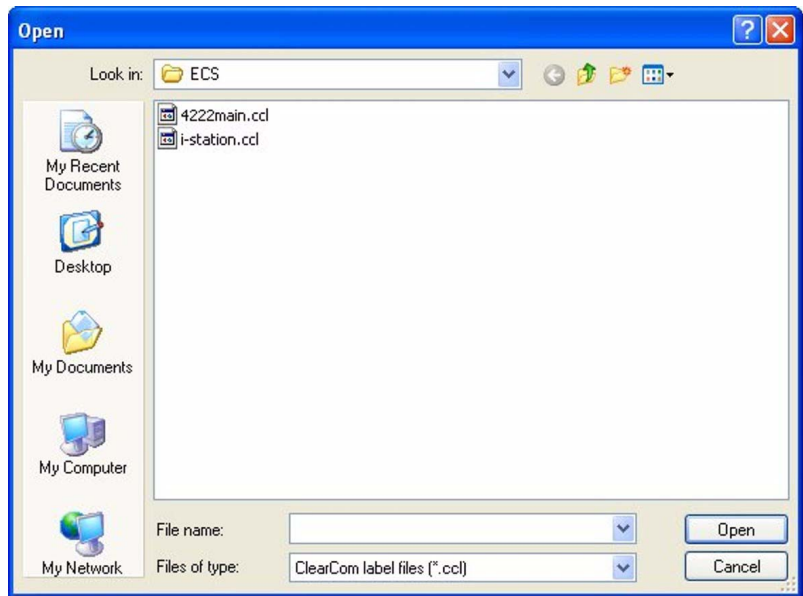 Open
Look in: ECS
4222main.ccl
i-station.ccl
My Recent
Documents
Desktop
My Documents
My Computer
My Network
File name:
Open
Files of type: ClearCom label files (*.ccl)
Cancel